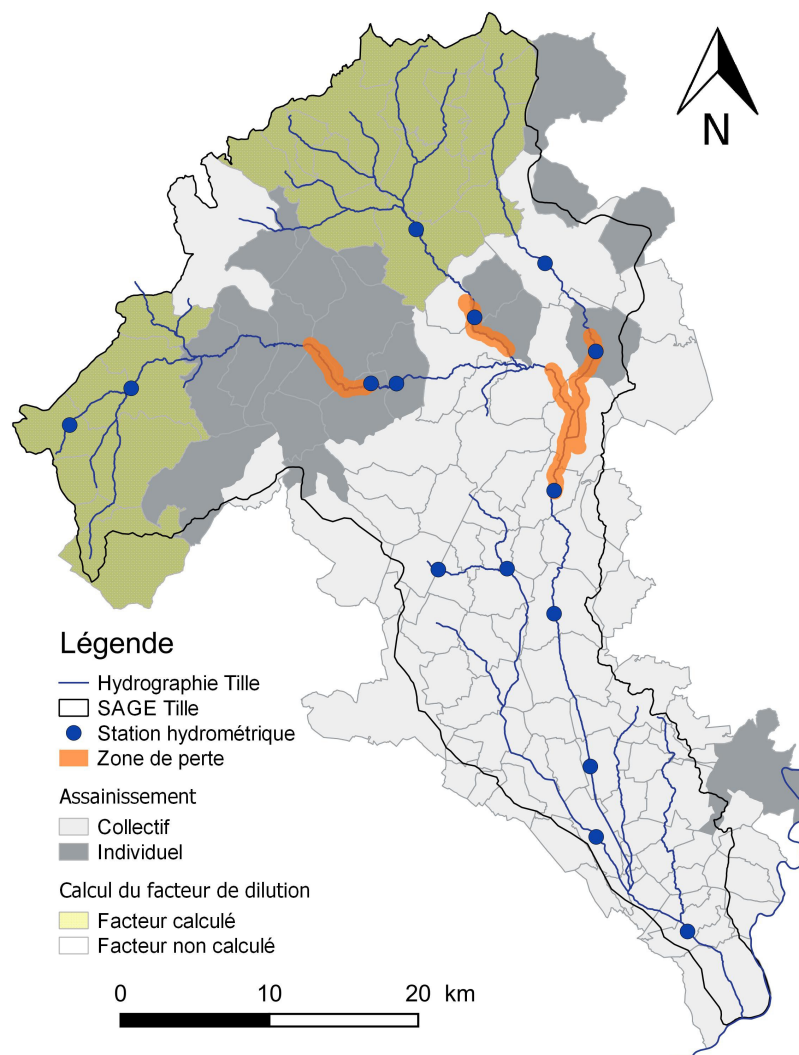 N
Légende
Hydrographie Tille
SAGE Tille
Station hydrométrique
Zone de perte
Assainissement
Collectif
Individuel
Calcul du facteur de dilution
Facteur calculé
Facteur non calculé
0 10 20 km